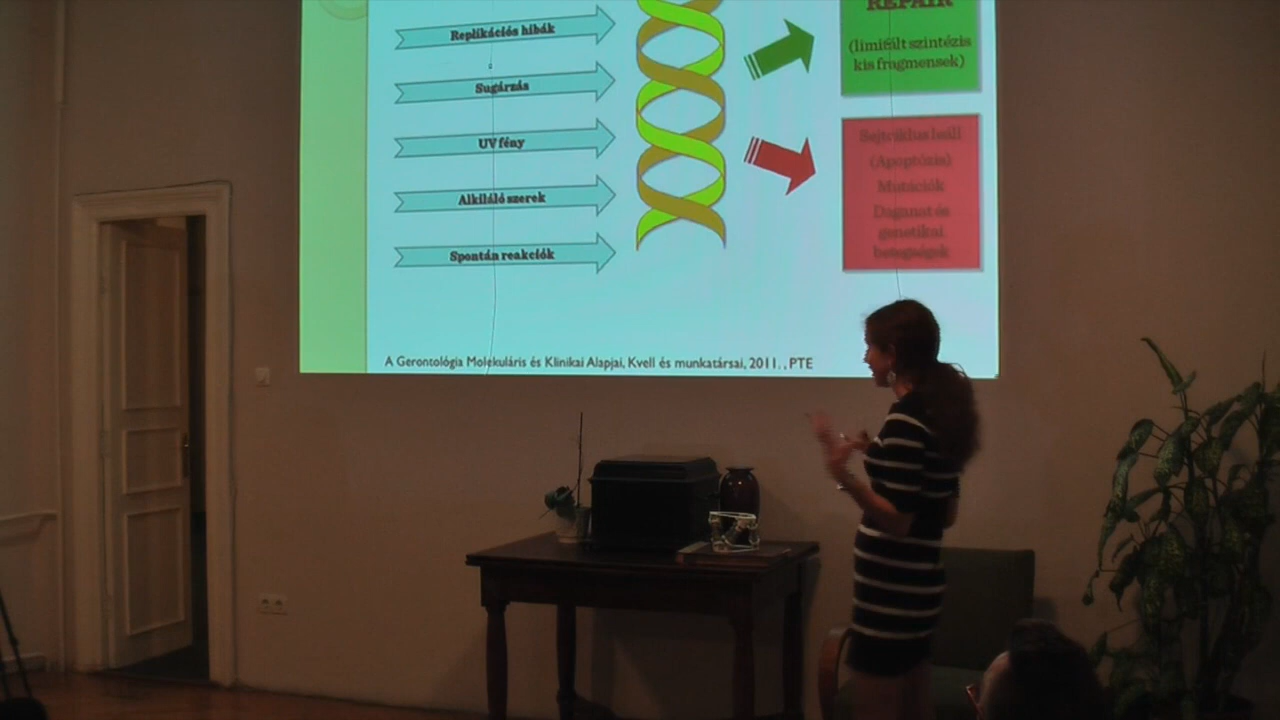 Replikációs hibák
Sugárzás
UV fény
Alkiláló szerek
Spontán reakciók
REPAIR
(limitált szintézis
kis fragmensek)
Sejtciklus leáll
(Apoptózis)
Mutációk
Daganat és
genetikai
betegségek
A Gerontológia Molekuláris és Klinikai Alapjai, Kvell és munkatársai, 2011., PTE